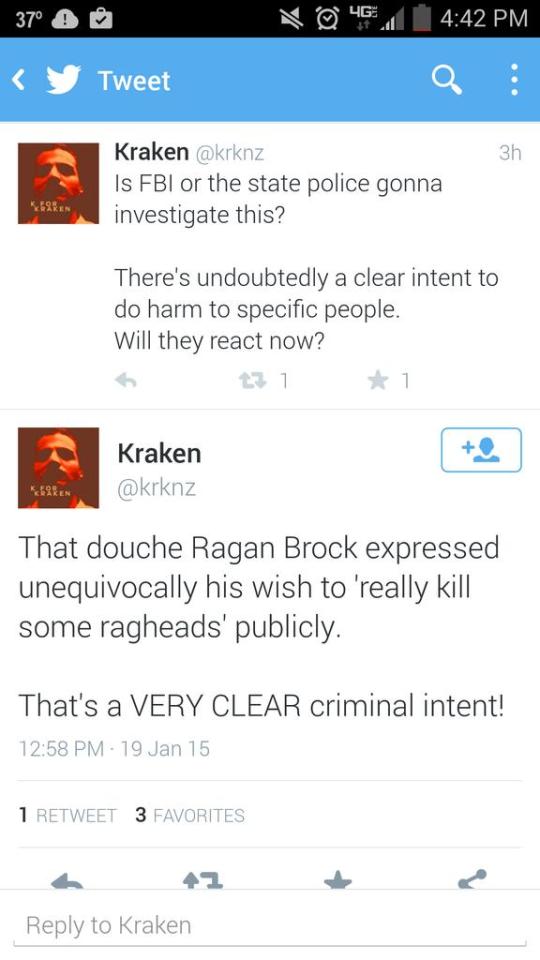 37° 4G LTE 4:42 PM
Tweet
Kraken @krknz 3h
Is FBI or the state police gonna
investigate this?
There's undoubtedly a clear intent to
do harm to specific people.
Will they react now?
1 1
K FOR
KRAKEN
Kraken
@krknz
K FOR
KRAKEN
That douche Ragan Brock expressed
unequivocally his wish to 'really kill
some ragheads' publicly.
That's a VERY CLEAR criminal intent!
12:58 PM · 19 Jan 15
1 RETWEET 3 FAVORITES
Reply to Kraken